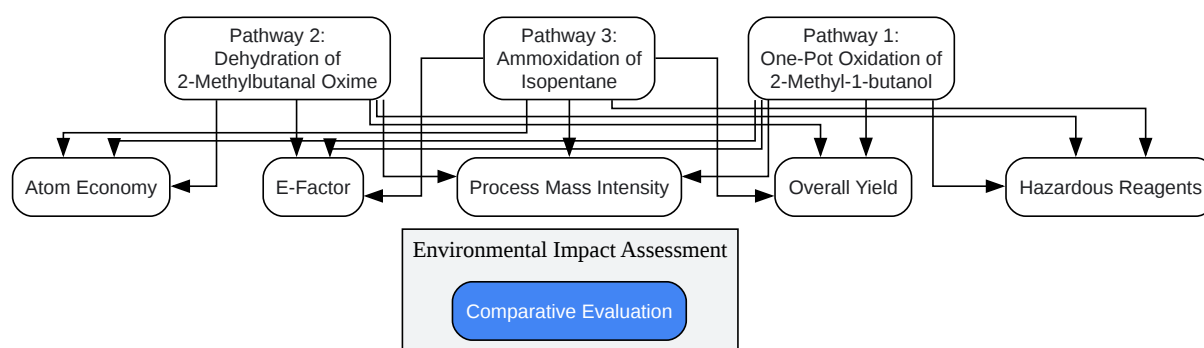 Pathway 2:
Dehydration of
2-Methylbutanal Oxime
Pathway 3:
Ammoxidation of
Isopentane
Pathway 1:
One-Pot Oxidation of
2-Methyl-1-butanol
Atom Economy
E-Factor
Process Mass Intensity
Overall Yield
Hazardous Reagents
Environmental Impact Assessment
Comparative Evaluation